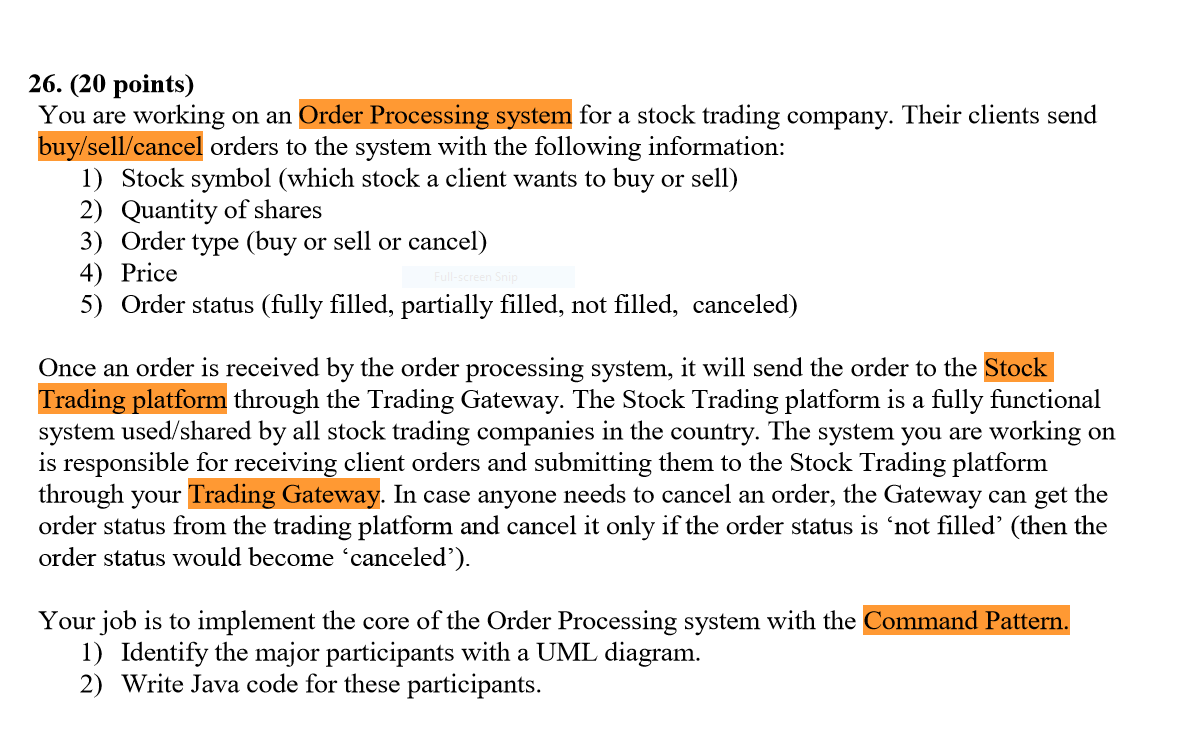 26. (20 points)
You are working on an Order Processing system for a stock trading company. Their clients send
buy/sell/cancel orders to the system with the following information:
1) Stock symbol (which stock a client wants to buy or sell)
2) Quantity of shares
3) Order type (buy or sell or cancel)
4) Price
Full-screen Snip
5) Order status (fully filled, partially filled, not filled,  canceled)
Once an order is received by the order processing system, it will send the order to the Stock
Trading platform through the Trading Gateway. The Stock Trading platform is a fully functional
system used/shared by all stock trading companies in the country. The system you are working on
is responsible for receiving client orders and submitting them to the Stock Trading platform
through your Trading Gateway. In case anyone needs to cancel an order, the Gateway can get the
order status from the trading platform and cancel it only if the order status is ‘not filled’ (then the
order status would become ‘canceled’).
Your job is to implement the core of the Order Processing system with the Command Pattern.
1) Identify the major participants with a UML diagram.
2) Write Java code for these participants.